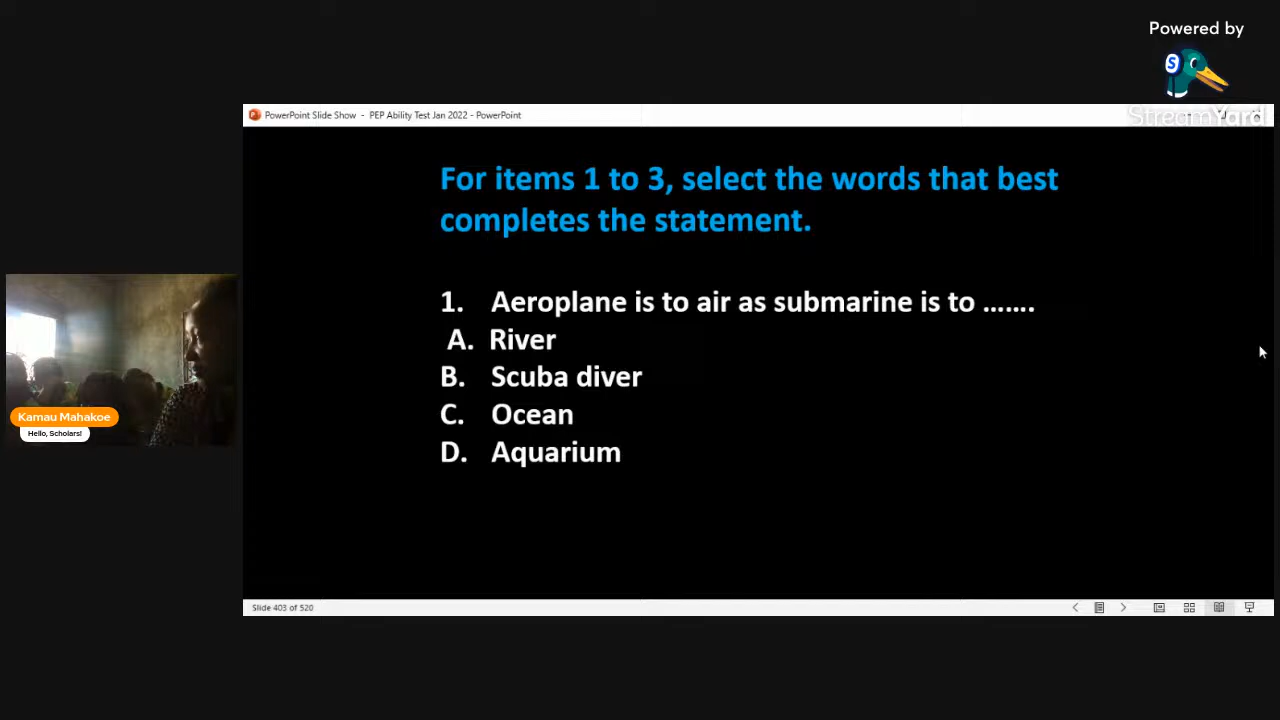 Powered by
StreamYard
PowerPoint Slide Show - PEP Ability Test Jan 2022 - PowerPoint
For items 1 to 3, select the words that best
completes the statement.
1. Aeroplane is to air as submarine is to .......
A. River
B. Scuba diver
C. Ocean
D. Aquarium
Kamau Mahakoe
Hello, Scholars!
Slide 403 of 520